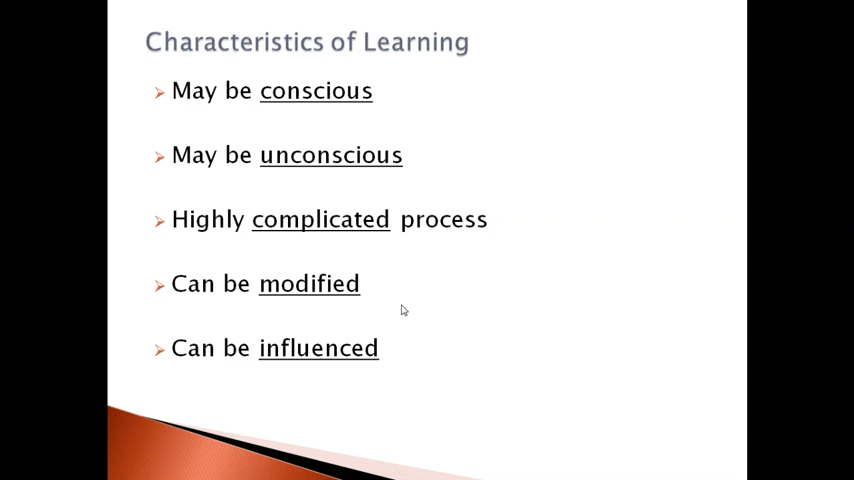 Characteristics of Learning
May be conscious
May be unconscious
Highly complicated process
Can be modified
Can be influenced